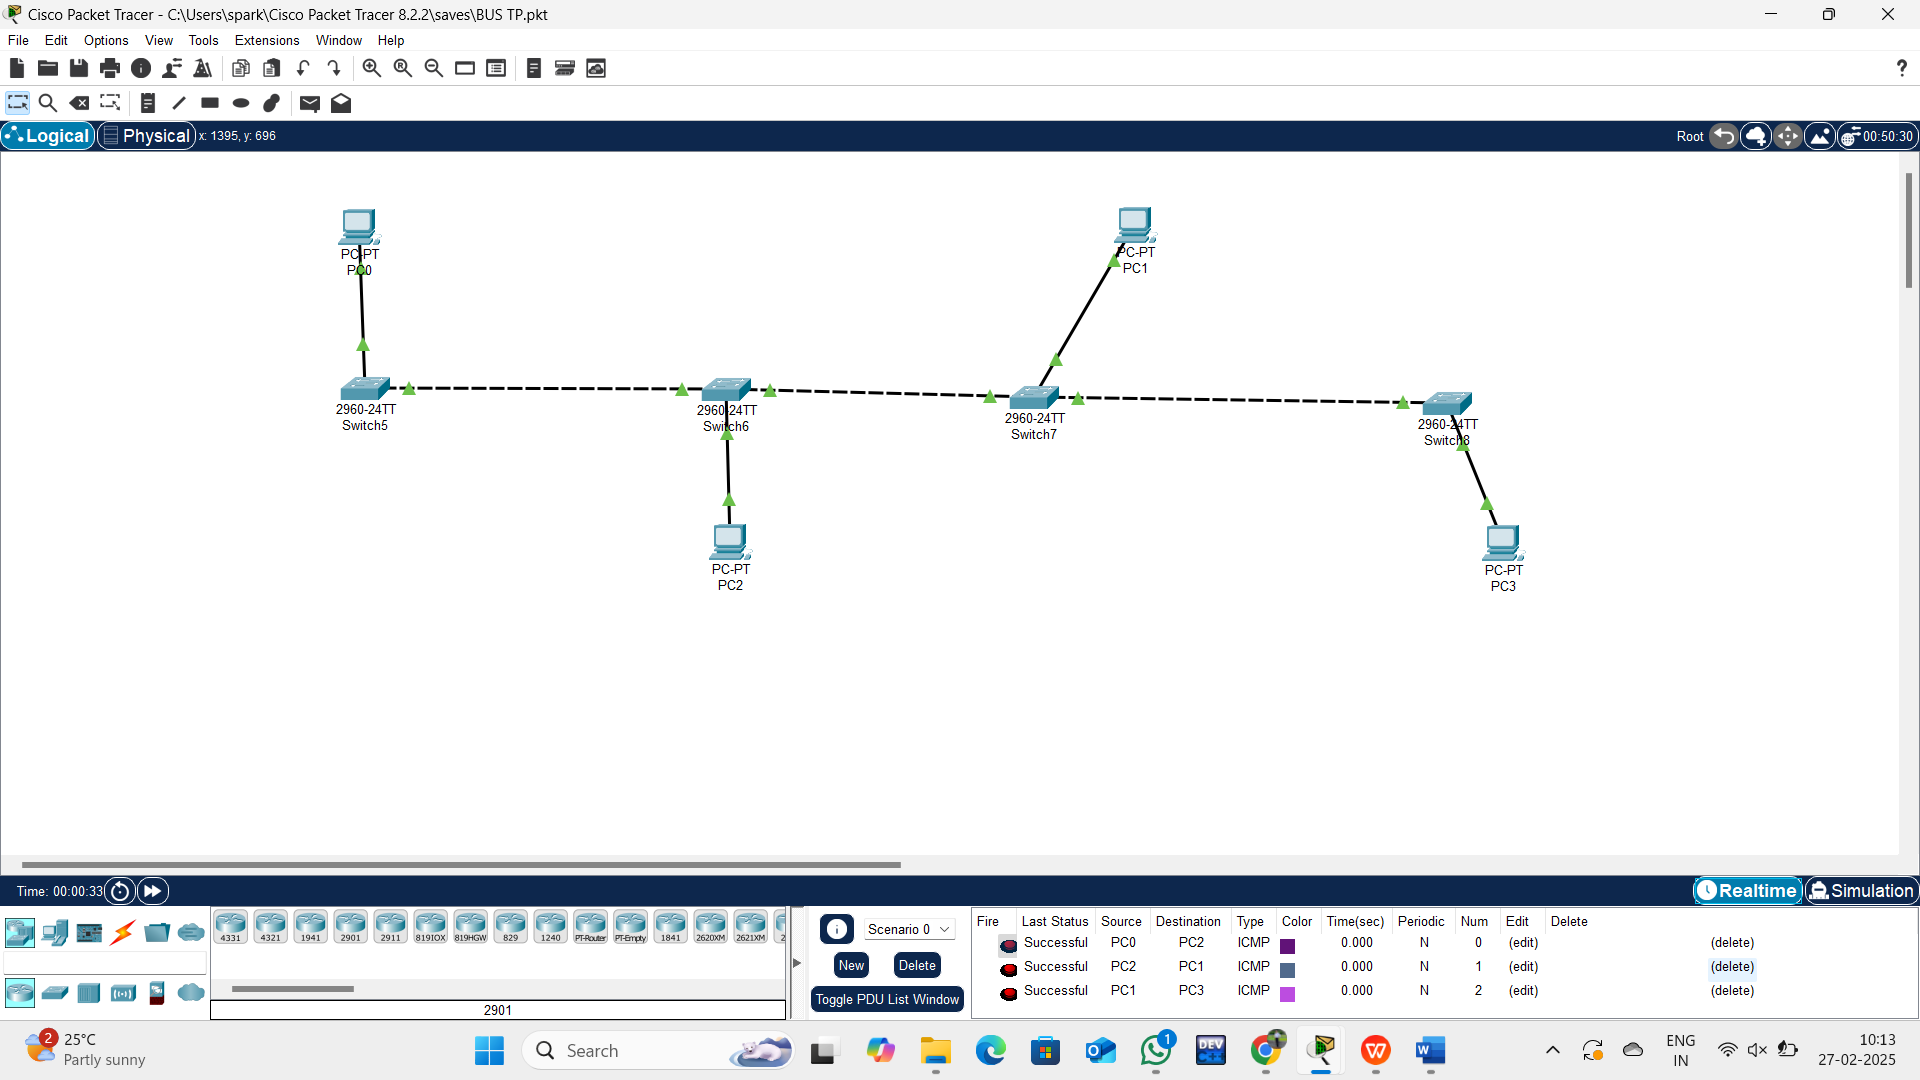 Cisco Packet Tracer - C:\Users\spark\Cisco Packet Tracer 8.2.2\saves\BUS TP.pkt
File Edit Options View Tools Extensions Window Help
?
Logical Physical x: 1395, y: 696 Root 00:50:30
PC-PT
PC0
PC-PT
PC1
2960-24TT
Switch5
2960-24TT
Switch6
2960-24TT
Switch7
2960-24TT
Switch8
PC-PT
PC2
PC-PT
PC3
Time: 00:00:33 Realtime Simulation
4331 4321 1941 2901 2911 819IOX 819HGW 829 1240 PT-Router PT-Empty 1841 2620XM 2621XM 2
2901
Scenario 0
New Delete
Toggle PDU List Window
Fire Last Status Source Destination Type Color Time(sec) Periodic Num Edit Delete
Successful PC0 PC2 ICMP 0.000 N 0 (edit) (delete)
Successful PC2 PC1 ICMP 0.000 N 1 (edit) (delete)
Successful PC1 PC3 ICMP 0.000 N 2 (edit) (delete)
2 25°C
Partly sunny
Search
1
DEV C++
ENG
IN
10:13
27-02-2025